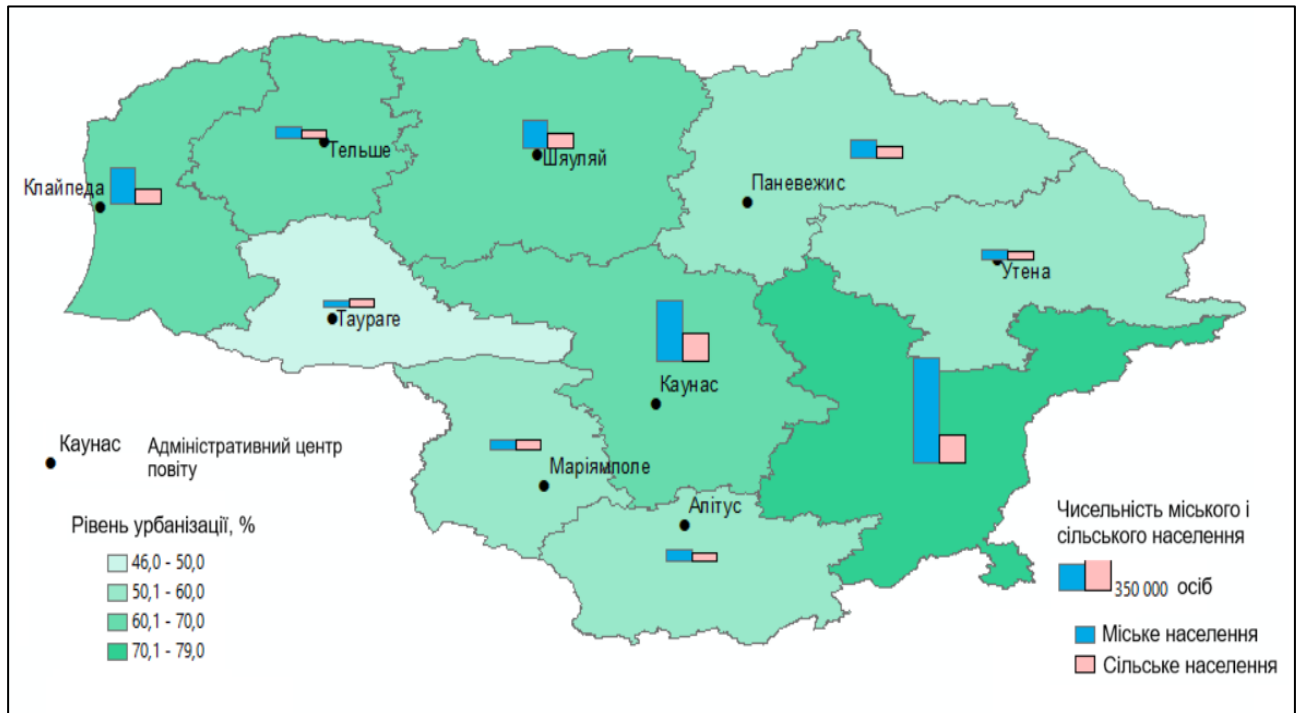 Тельше
Шяуляй
Клайпеда
Паневежис
Утена
Таураге
Каунас
Маріямполе
Алітус
Каунас
Адміністративний центр
повіту
Рівень урбанізації, %
46,0 - 50,0
50,1 - 60,0
60,1 - 70,0
70,1 - 79,0
Чисельність міського і
сільського населення
350 000 осіб
Міське населення
Сільське населення